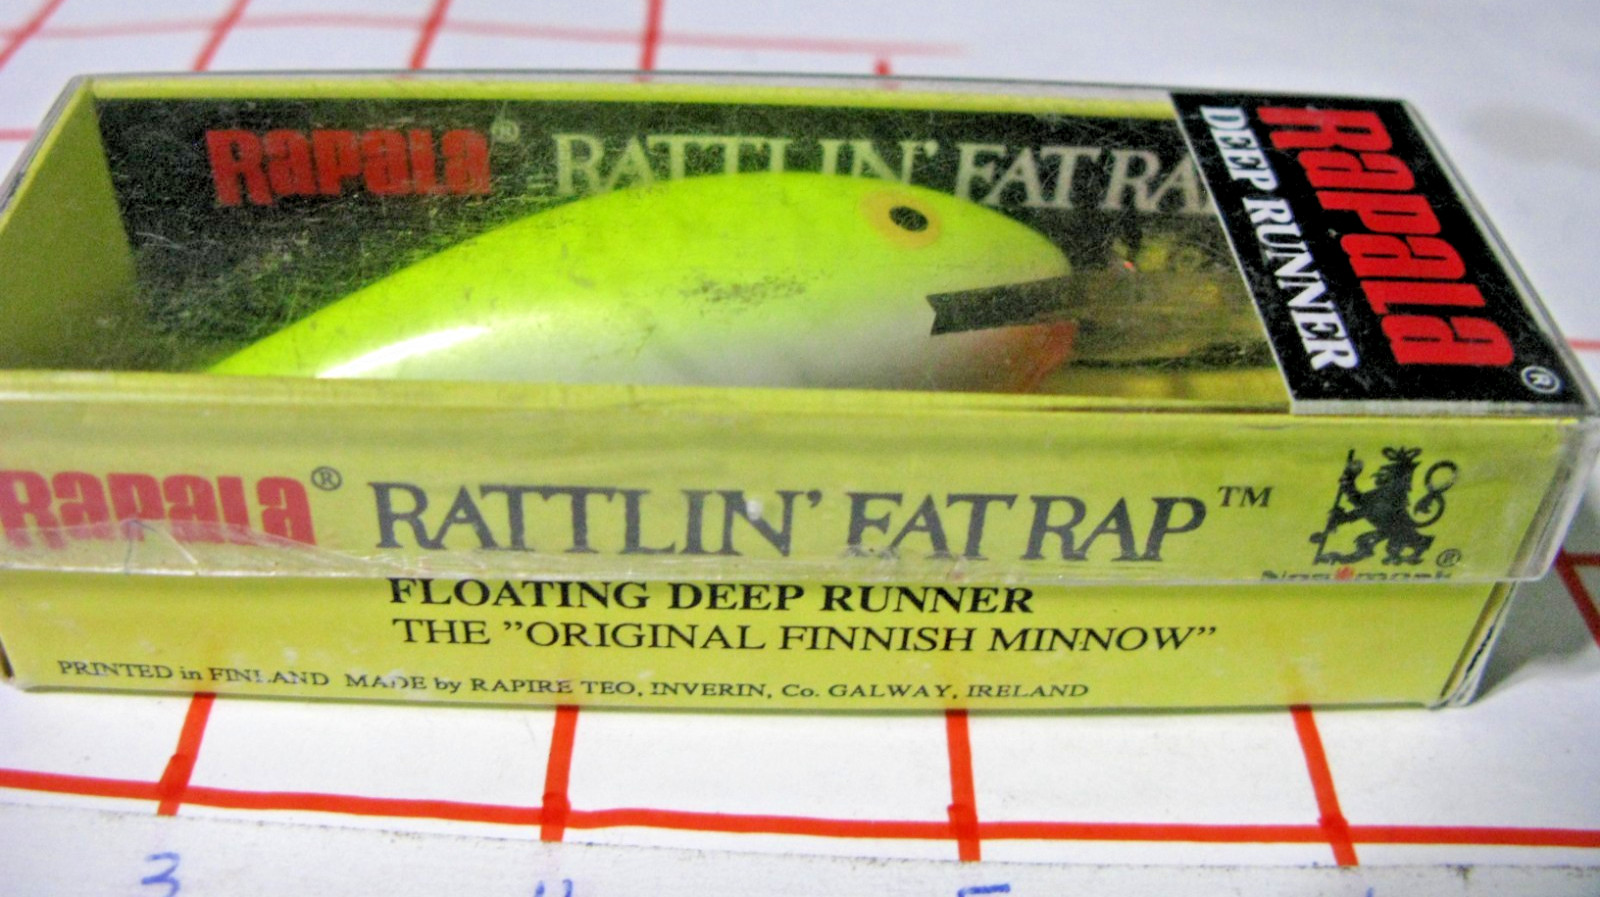 RAPALA® RATTLIN' FAT RA
RAPALA®
DEEP RUNNER
RAPALA® RATTLIN' FAT RAP™
®
FLOATING DEEP RUNNER
THE "ORIGINAL FINNISH MINNOW"
PRINTED in FINLAND MADE by RAPIRE TEO, INVERIN, Co. GALWAY, IRELAND
3